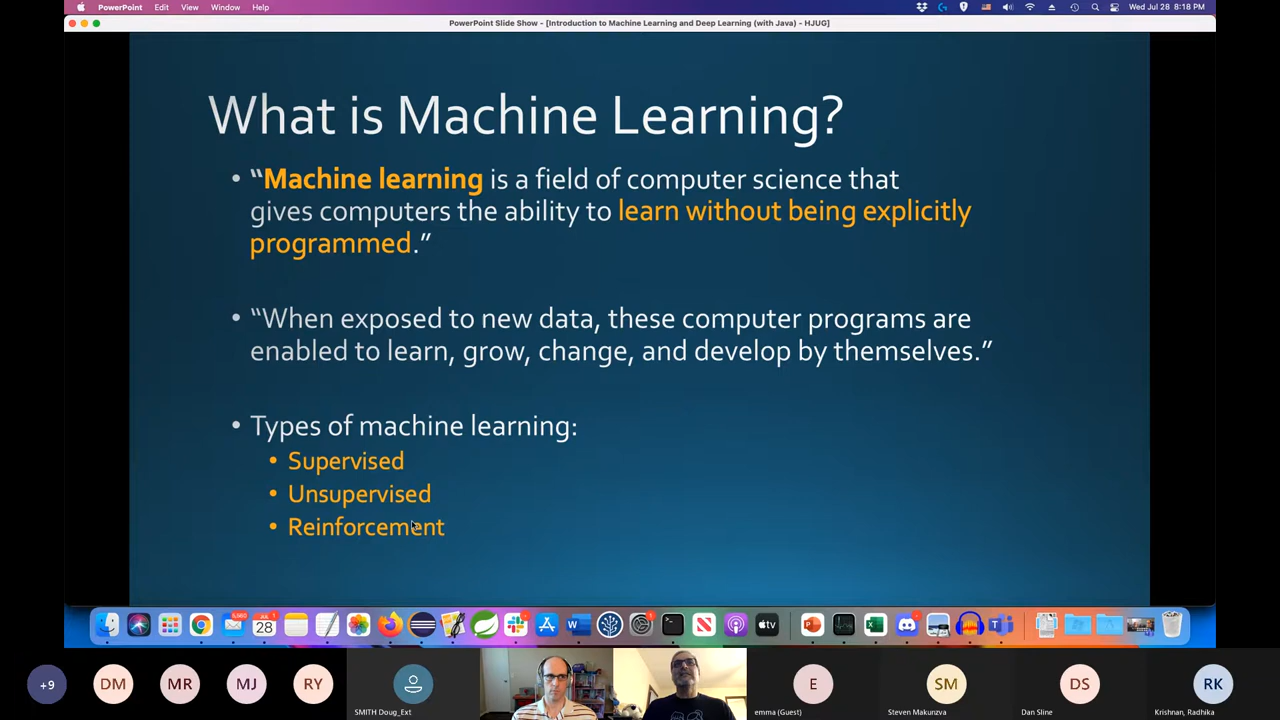 PowerPoint Edit View Window Help Wed Jul 28 8:18 PM
PowerPoint Slide Show - [Introduction to Machine Learning and Deep Learning (with Java) - HJUG]
What is Machine Learning?
• “Machine learning is a field of computer science that
gives computers the ability to learn without being explicitly
programmed.”
• “When exposed to new data, these computer programs are
enabled to learn, grow, change, and develop by themselves.”
• Types of machine learning:
• Supervised
• Unsupervised
• Reinforcement
JUL
28
tv
+9 DM MR MJ RY E SM DS RK
SMITH Doug_Ext emma (Guest) Steven Makunzva Dan Sline Krishnan, Radhika